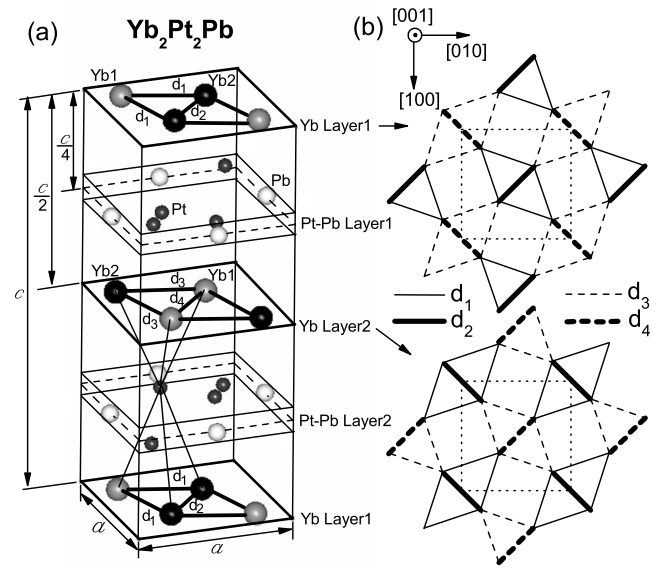 (a)
Yb₂Pt₂Pb
(b)
[001]
[010]
[100]
Yb1
d₁
Yb2
d₁
d₂
Yb Layer1
c/4
c/2
c
Pb
Pt
Pt-Pb Layer1
Yb2
d₃
Yb1
d₄
d₃
Yb Layer2
d₁
d₃
d₂
d₄
Pt-Pb Layer2
d₁
d₁
d₂
Yb Layer1
a
a